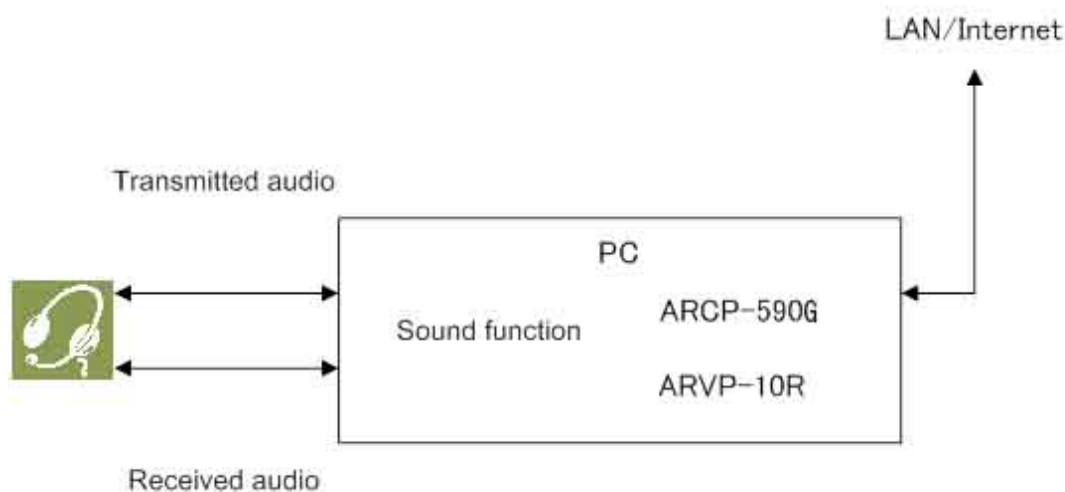 LAN/Internet
Transmitted audio
PC
ARCP-590G
Sound function
ARVP-10R
Received audio